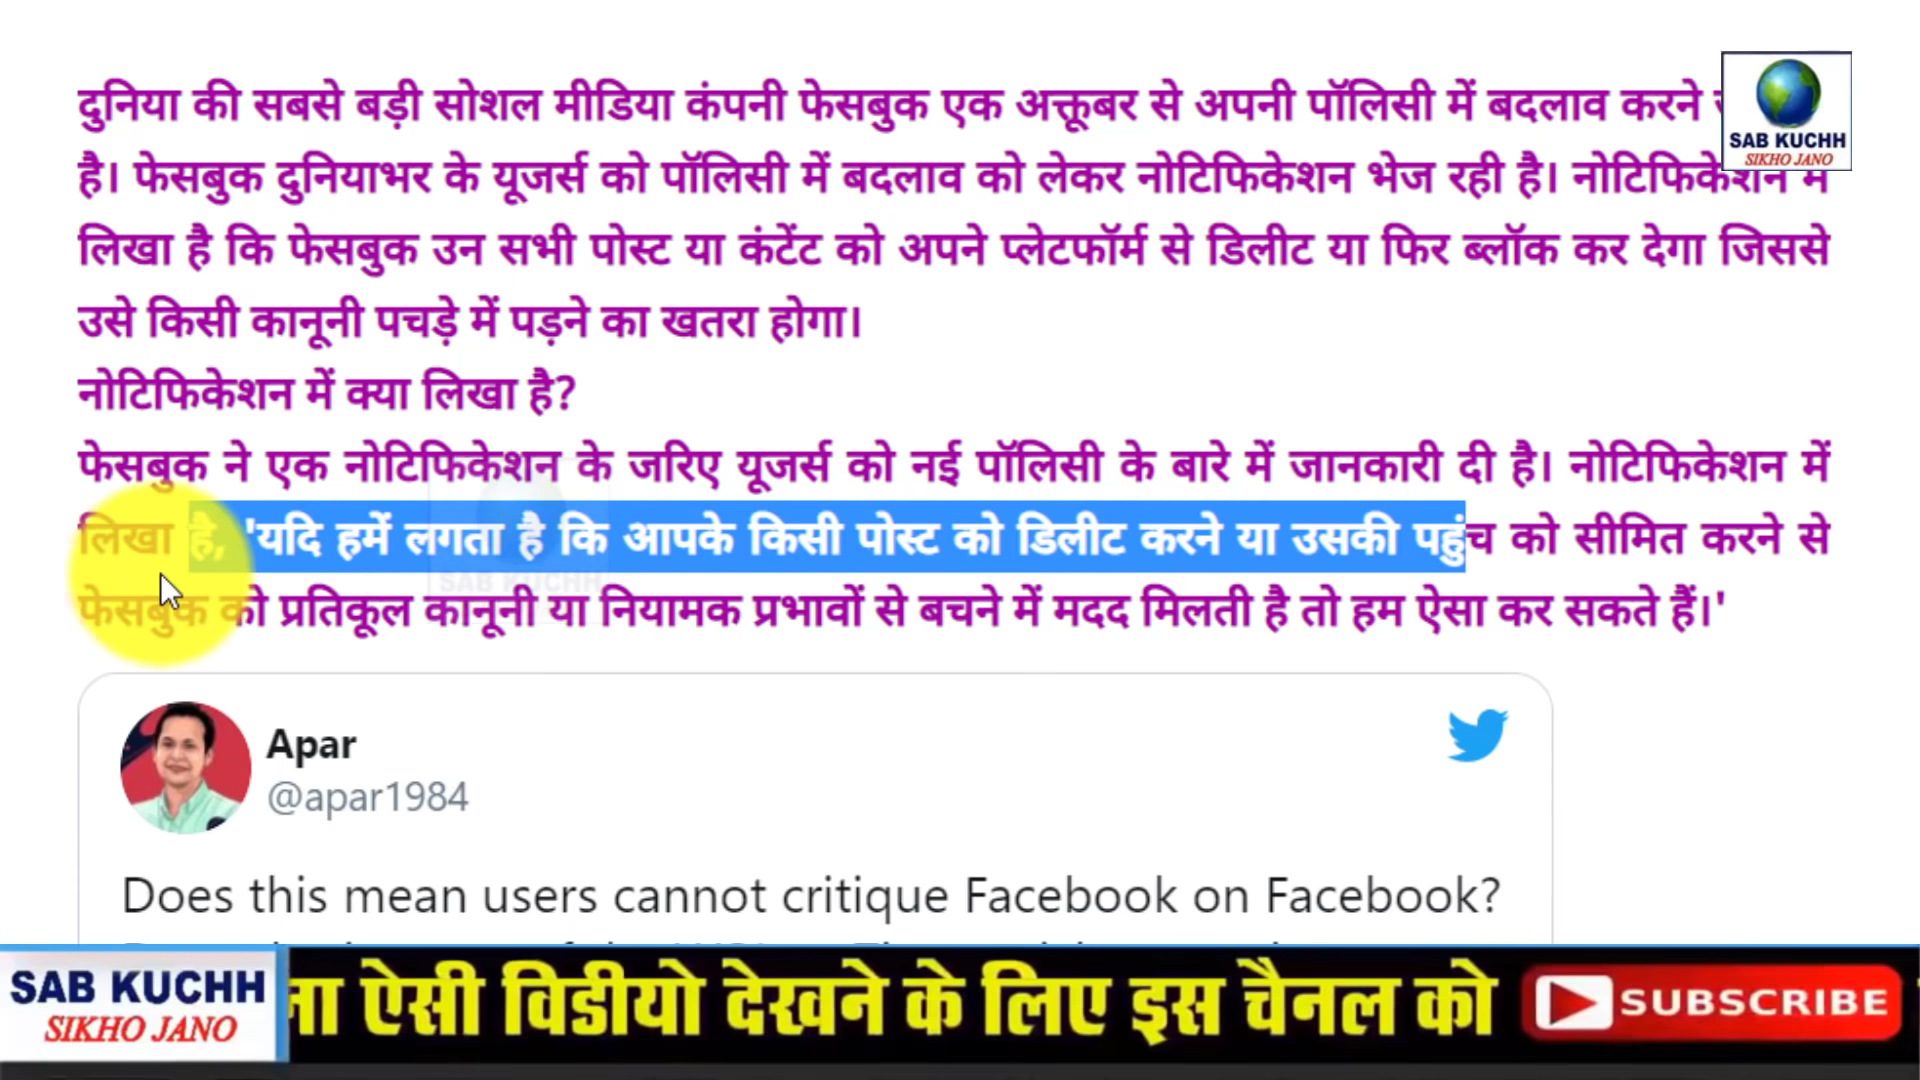 दुनिया की सबसे बड़ी सोशल मीडिया कंपनी फेसबुक एक अक्तूबर से अपनी पॉलिसी में बदलाव करने
है। फेसबुक दुनियाभर के यूजर्स को पॉलिसी में बदलाव को लेकर नोटिफिकेशन भेज रही है। नोटिफिकेशन में
लिखा है कि फेसबुक उन सभी पोस्ट या कंटेंट को अपने प्लेटफॉर्म से डिलीट या फिर ब्लॉक कर देगा जिससे
उसे किसी कानूनी पचड़े में पड़ने का खतरा होगा।
नोटिफिकेशन में क्या लिखा है?
फेसबुक ने एक नोटिफिकेशन के जरिए यूजर्स को नई पॉलिसी के बारे में जानकारी दी है। नोटिफिकेशन में
लिखा है, 'यदि हमें लगता है कि आपके किसी पोस्ट को डिलीट करने या उसकी पहुंच को सीमित करने से
फेसबुक को प्रतिकूल कानूनी या नियामक प्रभावों से बचने में मदद मिलती है तो हम ऐसा कर सकते हैं।'
SAB KUCHH
SIKHO JANO
SAB KUCHH
Apar
@apar1984
Does this mean users cannot critique Facebook on Facebook?
SAB KUCHH
SIKHO JANO
ऐसी विडीयो देखने के लिए इस चैनल को
SUBSCRIBE